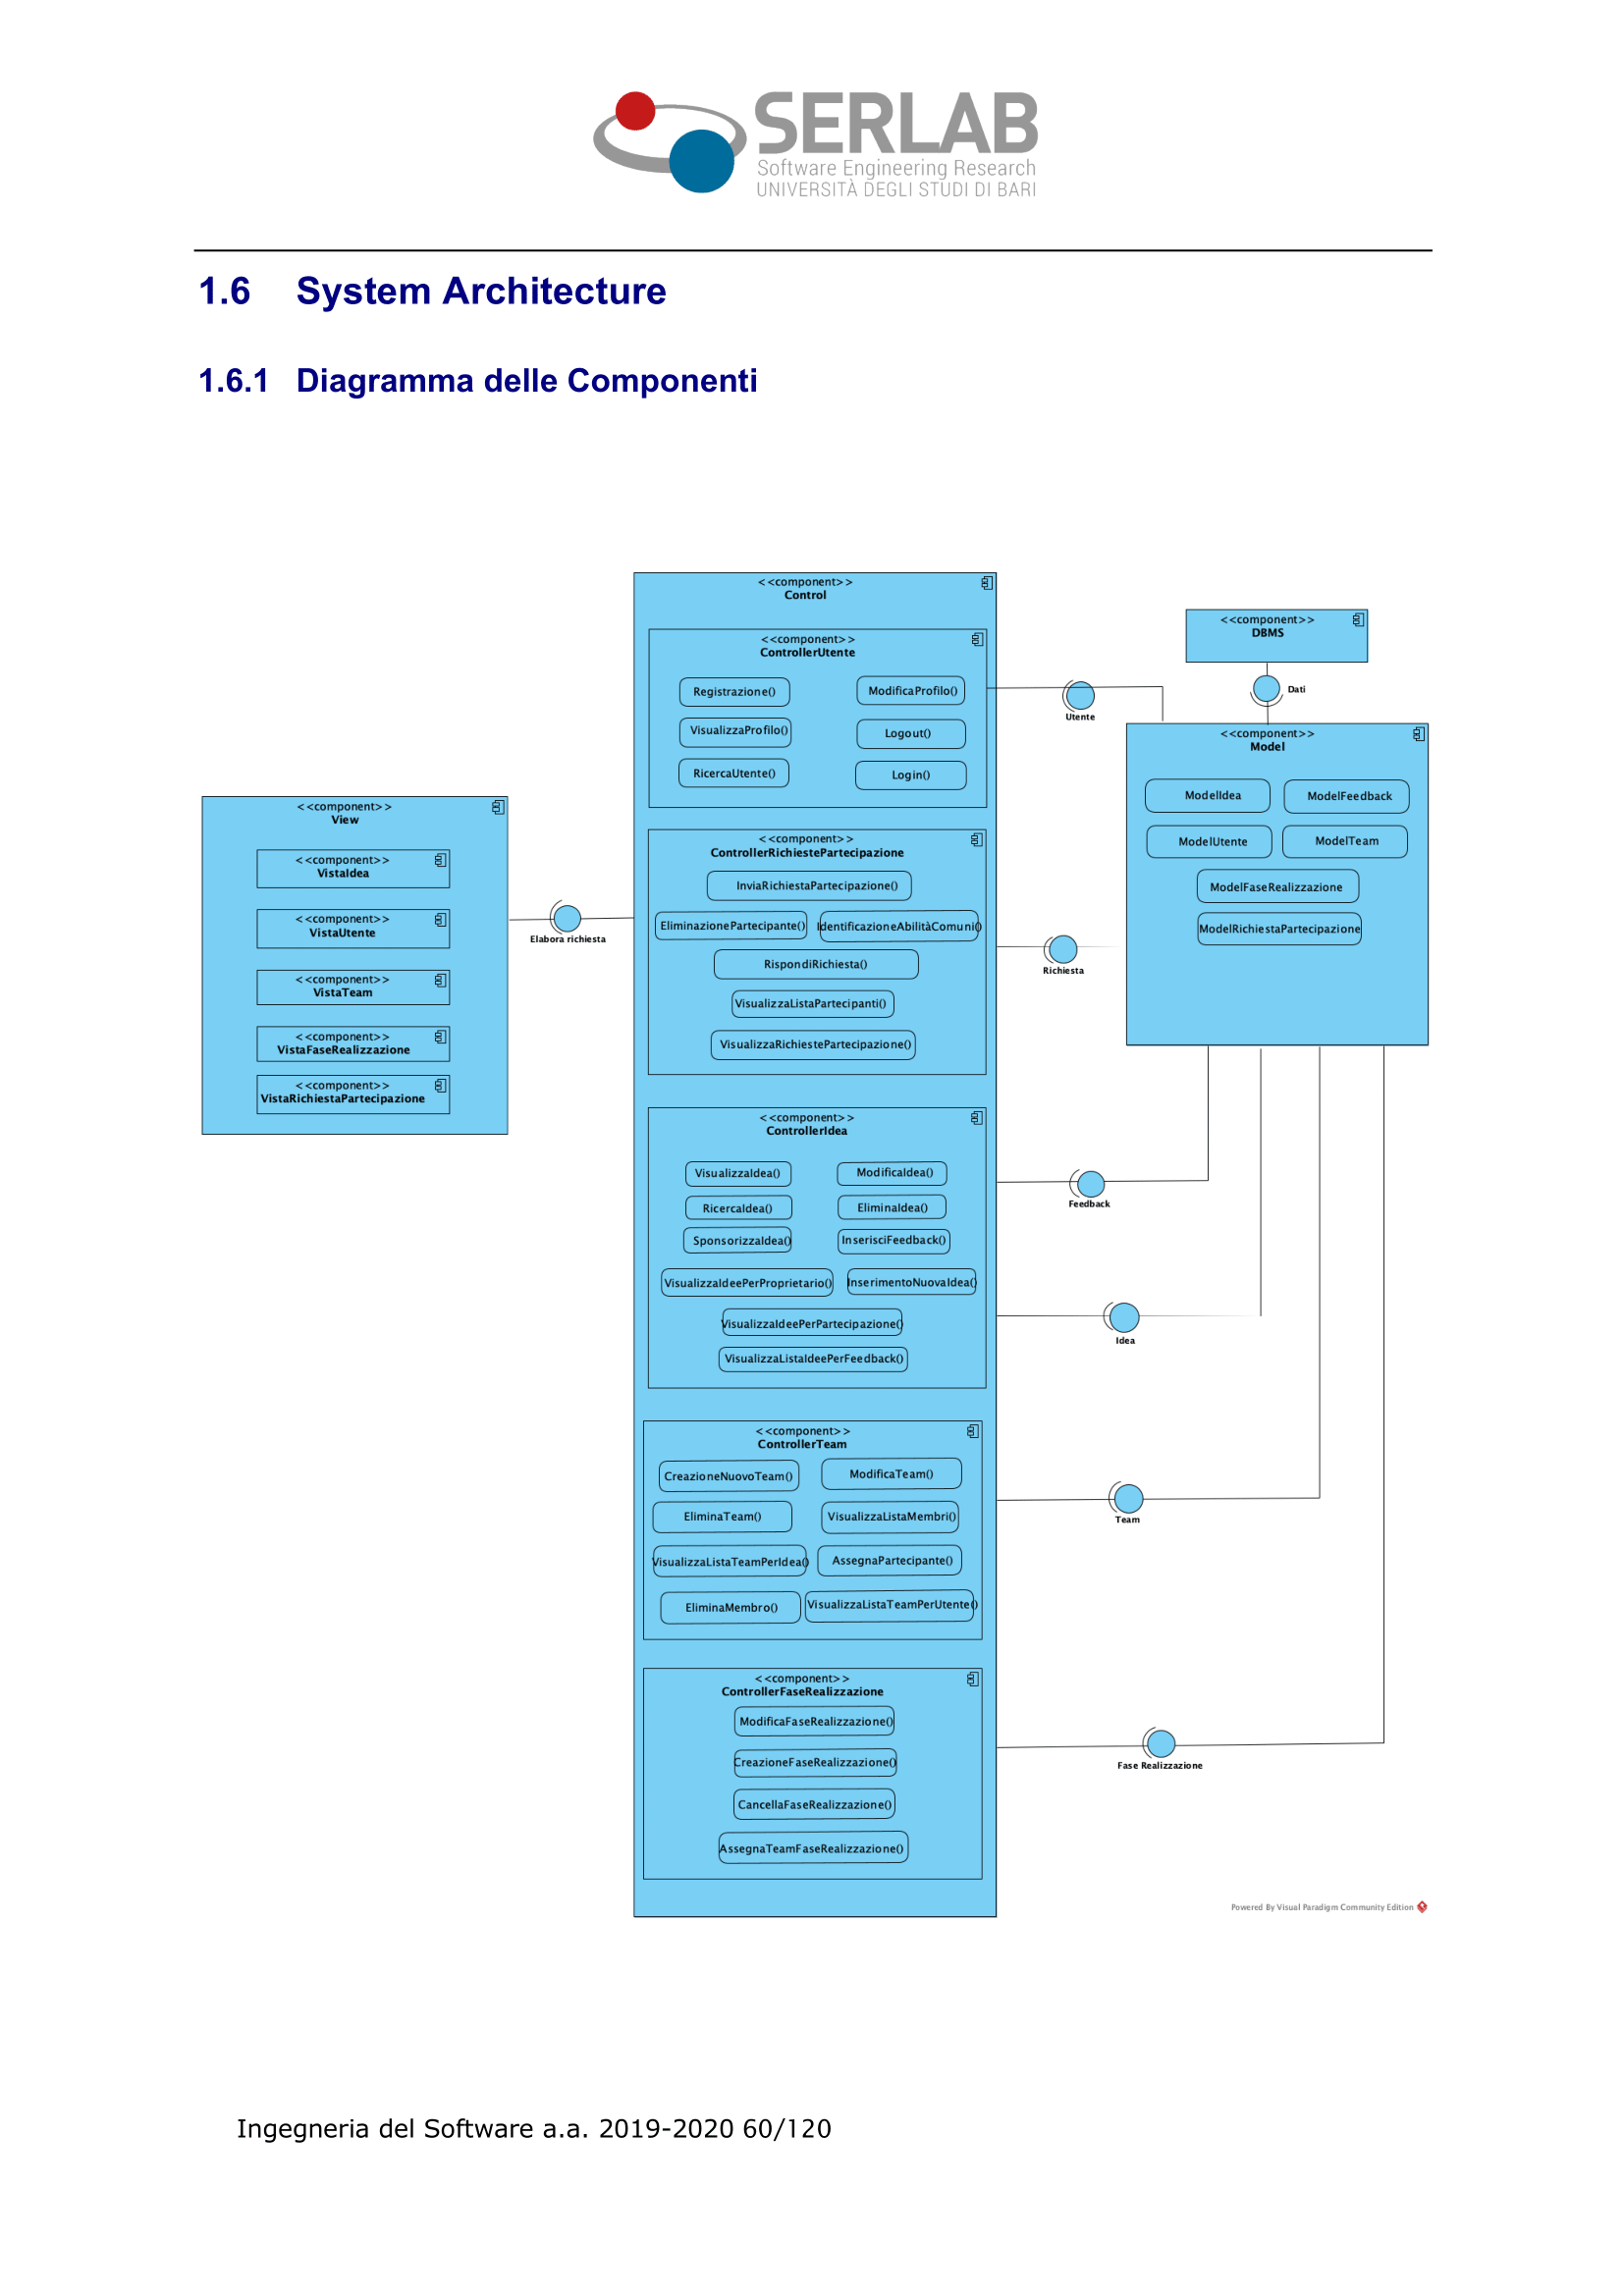 SERLAB
Software Engineering Research
UNIVERSITÀ DEGLI STUDI DI BARI
1.6 System Architecture
1.6.1 Diagramma delle Componenti
<<component>>
View
<<component>>
VistaIdea
<<component>>
VistaUtente
<<component>>
VistaTeam
<<component>>
VistaFaseRealizzazione
<<component>>
VistaRichiestaPartecipazione
Elabora richiesta
<<component>>
Control
<<component>>
ControllerUtente
Registrazione()
ModificaProfilo()
VisualizzaProfilo()
Logout()
RicercaUtente()
Login()
<<component>>
ControllerRichiestePartecipazione
InviaRichiestaPartecipazione()
EliminazionePartecipante()
IdentificazioneAbilitàComuni()
RispondiRichiesta()
VisualizzaListaPartecipanti()
VisualizzaRichiestePartecipazione()
<<component>>
ControllerIdea
VisualizzaIdea()
ModificaIdea()
RicercaIdea()
EliminaIdea()
SponsorizzaIdea()
InserisciFeedback()
VisualizzaIdeePerProprietario()
InserimentoNuovaIdea()
VisualizzaIdeePerPartecipazione()
VisualizzaListaIdeePerFeedback()
<<component>>
ControllerTeam
CreazioneNuovoTeam()
ModificaTeam()
EliminaTeam()
VisualizzaListaMembri()
VisualizzaListaTeamPerIdea()
AssegnaPartecipante()
EliminaMembro()
VisualizzaListaTeamPerUtente()
<<component>>
ControllerFaseRealizzazione
ModificaFaseRealizzazione()
CreazioneFaseRealizzazione()
CancellaFaseRealizzazione()
AssegnaTeamFaseRealizzazione()
Utente
Richiesta
Feedback
Idea
Team
Fase Realizzazione
<<component>>
DBMS
Dati
<<component>>
Model
ModelIdea
ModelFeedback
ModelUtente
ModelTeam
ModelFaseRealizzazione
ModelRichiestaPartecipazione
Powered By Visual Paradigm Community Edition
Ingegneria del Software a.a. 2019-2020 60/120